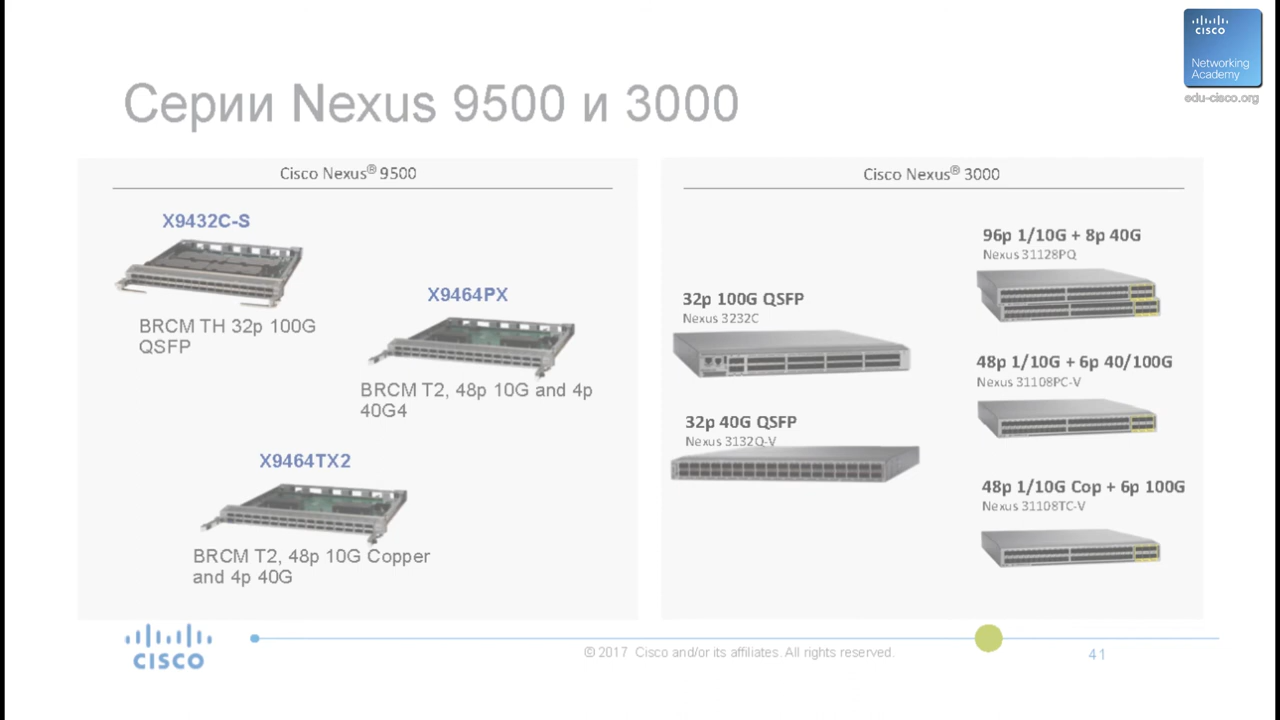 cisco
Networking
Academy
edu-cisco.org
Серии Nexus 9500 и 3000
Cisco Nexus® 9500
X9432C-S
BRCM TH 32p 100G
QSFP
X9464PX
BRCM T2, 48p 10G and 4p
40G4
X9464TX2
BRCM T2, 48p 10G Copper
and 4p 40G
Cisco Nexus® 3000
32p 100G QSFP
Nexus 3232C
32p 40G QSFP
Nexus 3132Q-V
96p 1/10G + 8p 40G
Nexus 31128PQ
48p 1/10G + 6p 40/100G
Nexus 31108PC-V
48p 1/10G Cop + 6p 100G
Nexus 31108TC-V
CISCO
© 2017 Cisco and/or its affiliates. All rights reserved.
41